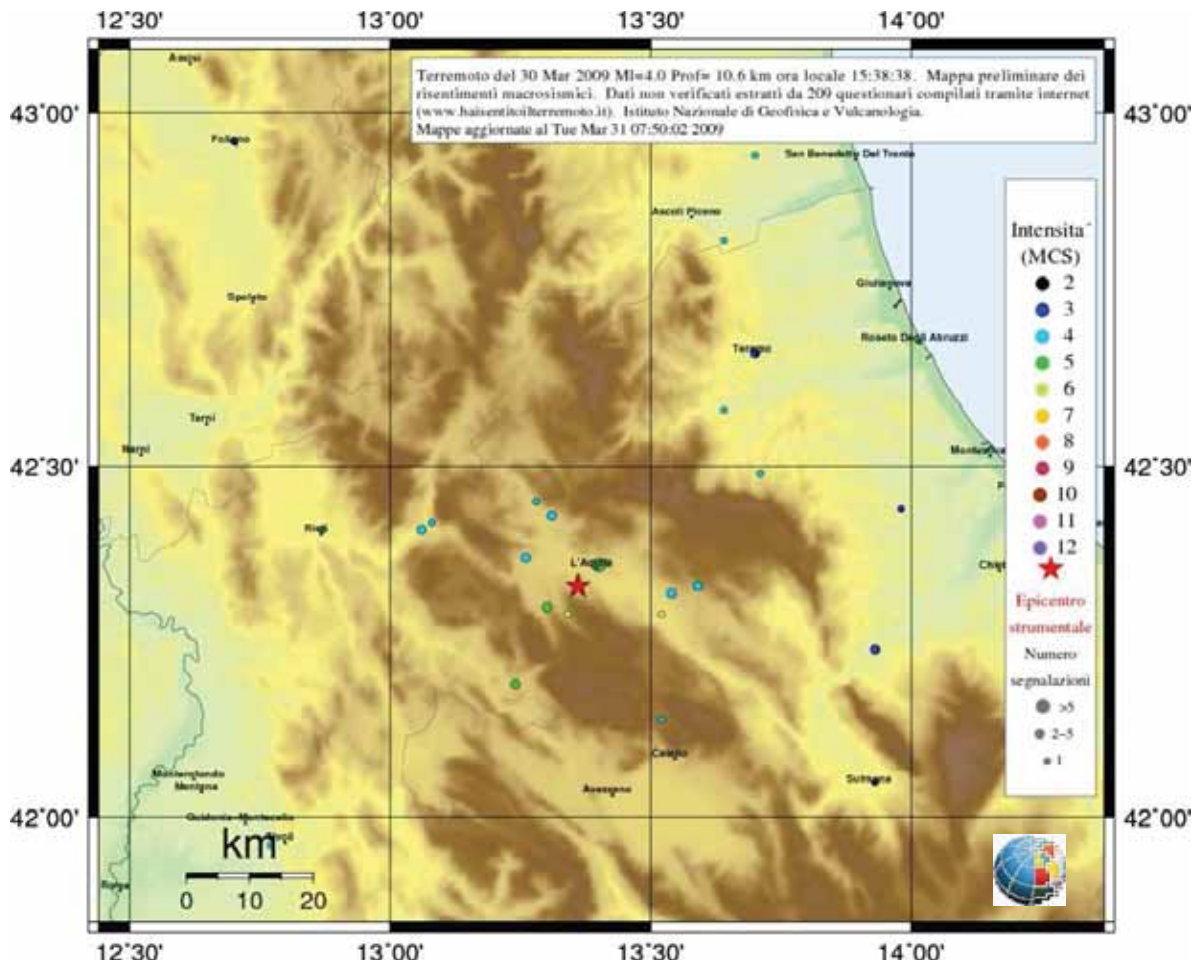 12˚30' 13˚00' 13˚30' 14˚00'
Terremoto del 30 Mar 2009 Ml=4.0 Prof= 10.6 km ora locale 15:38:38. Mappa preliminare dei
risentimenti macrosismici. Dati non verificati estratti da 209 questionari compilati tramite internet
(www.haisentitoilterremoto.it). Istituto Nazionale di Geofisica e Vulcanologia.
Mappe aggiornate al Tue Mar 31 07:50:02 2009
43˚00' 43˚00'
Foligno
San Benedetto Del Tronto
Ascoli Piceno
Spoleto
Giulianova
Teramo
Roseto Degli Abruzzi
Terni
Narni
42˚30' 42˚30'
Rieti
L'Aquila
Celano
Sulmona
Avezzano
Monterotondo
Mentana
Guidonia-Montecelio
Roma
42˚00' 42˚00'
Intensita`
(MCS)
2
3
4
5
6
7
8
9
10
11
12
Epicentro
strumentale
Numero
segnalazioni
>5
2-5
1
km
0 10 20
12˚30' 13˚00' 13˚30' 14˚00'